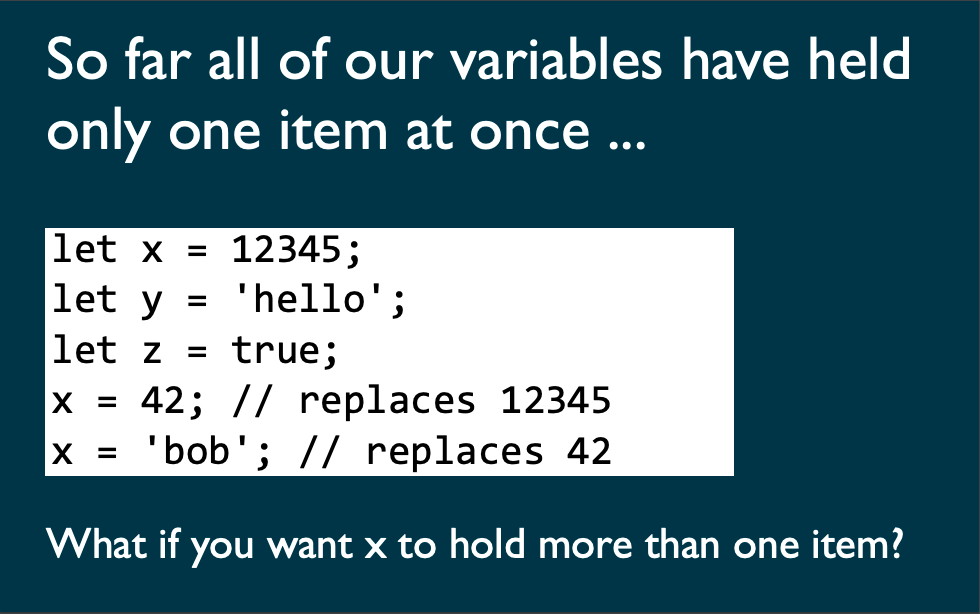 So far all of our variables have held
only one item at once ...
let x = 12345;
let y = 'hello';
let z = true;
x = 42; // replaces 12345
x = 'bob'; // replaces 42
What if you want x to hold more than one item?